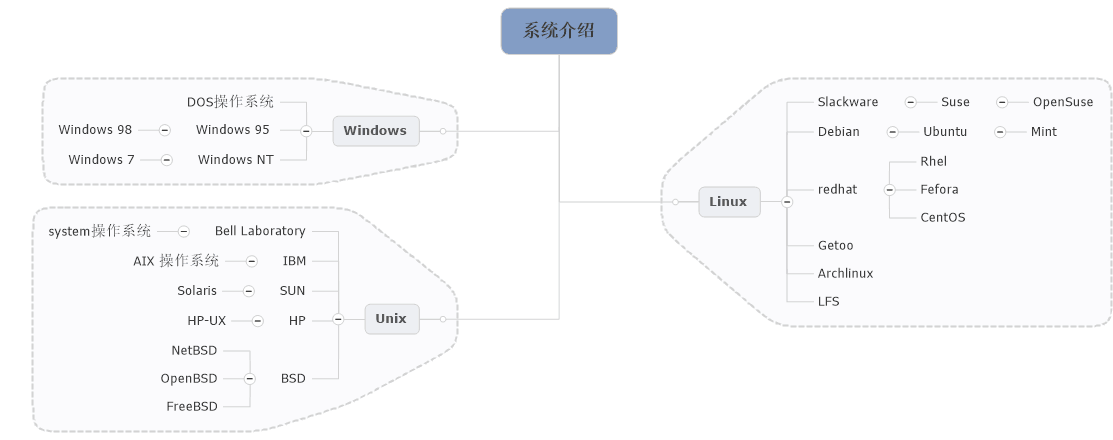 系统介绍
Windows
DOS操作系统
Windows 95
Windows 98
Windows NT
Windows 7
Unix
Bell Laboratory
system操作系统
IBM
AIX 操作系统
SUN
Solaris
HP
HP-UX
BSD
NetBSD
OpenBSD
FreeBSD
Linux
Slackware
Suse
OpenSuse
Debian
Ubuntu
Mint
redhat
Rhel
Fefora
CentOS
Getoo
Archlinux
LFS